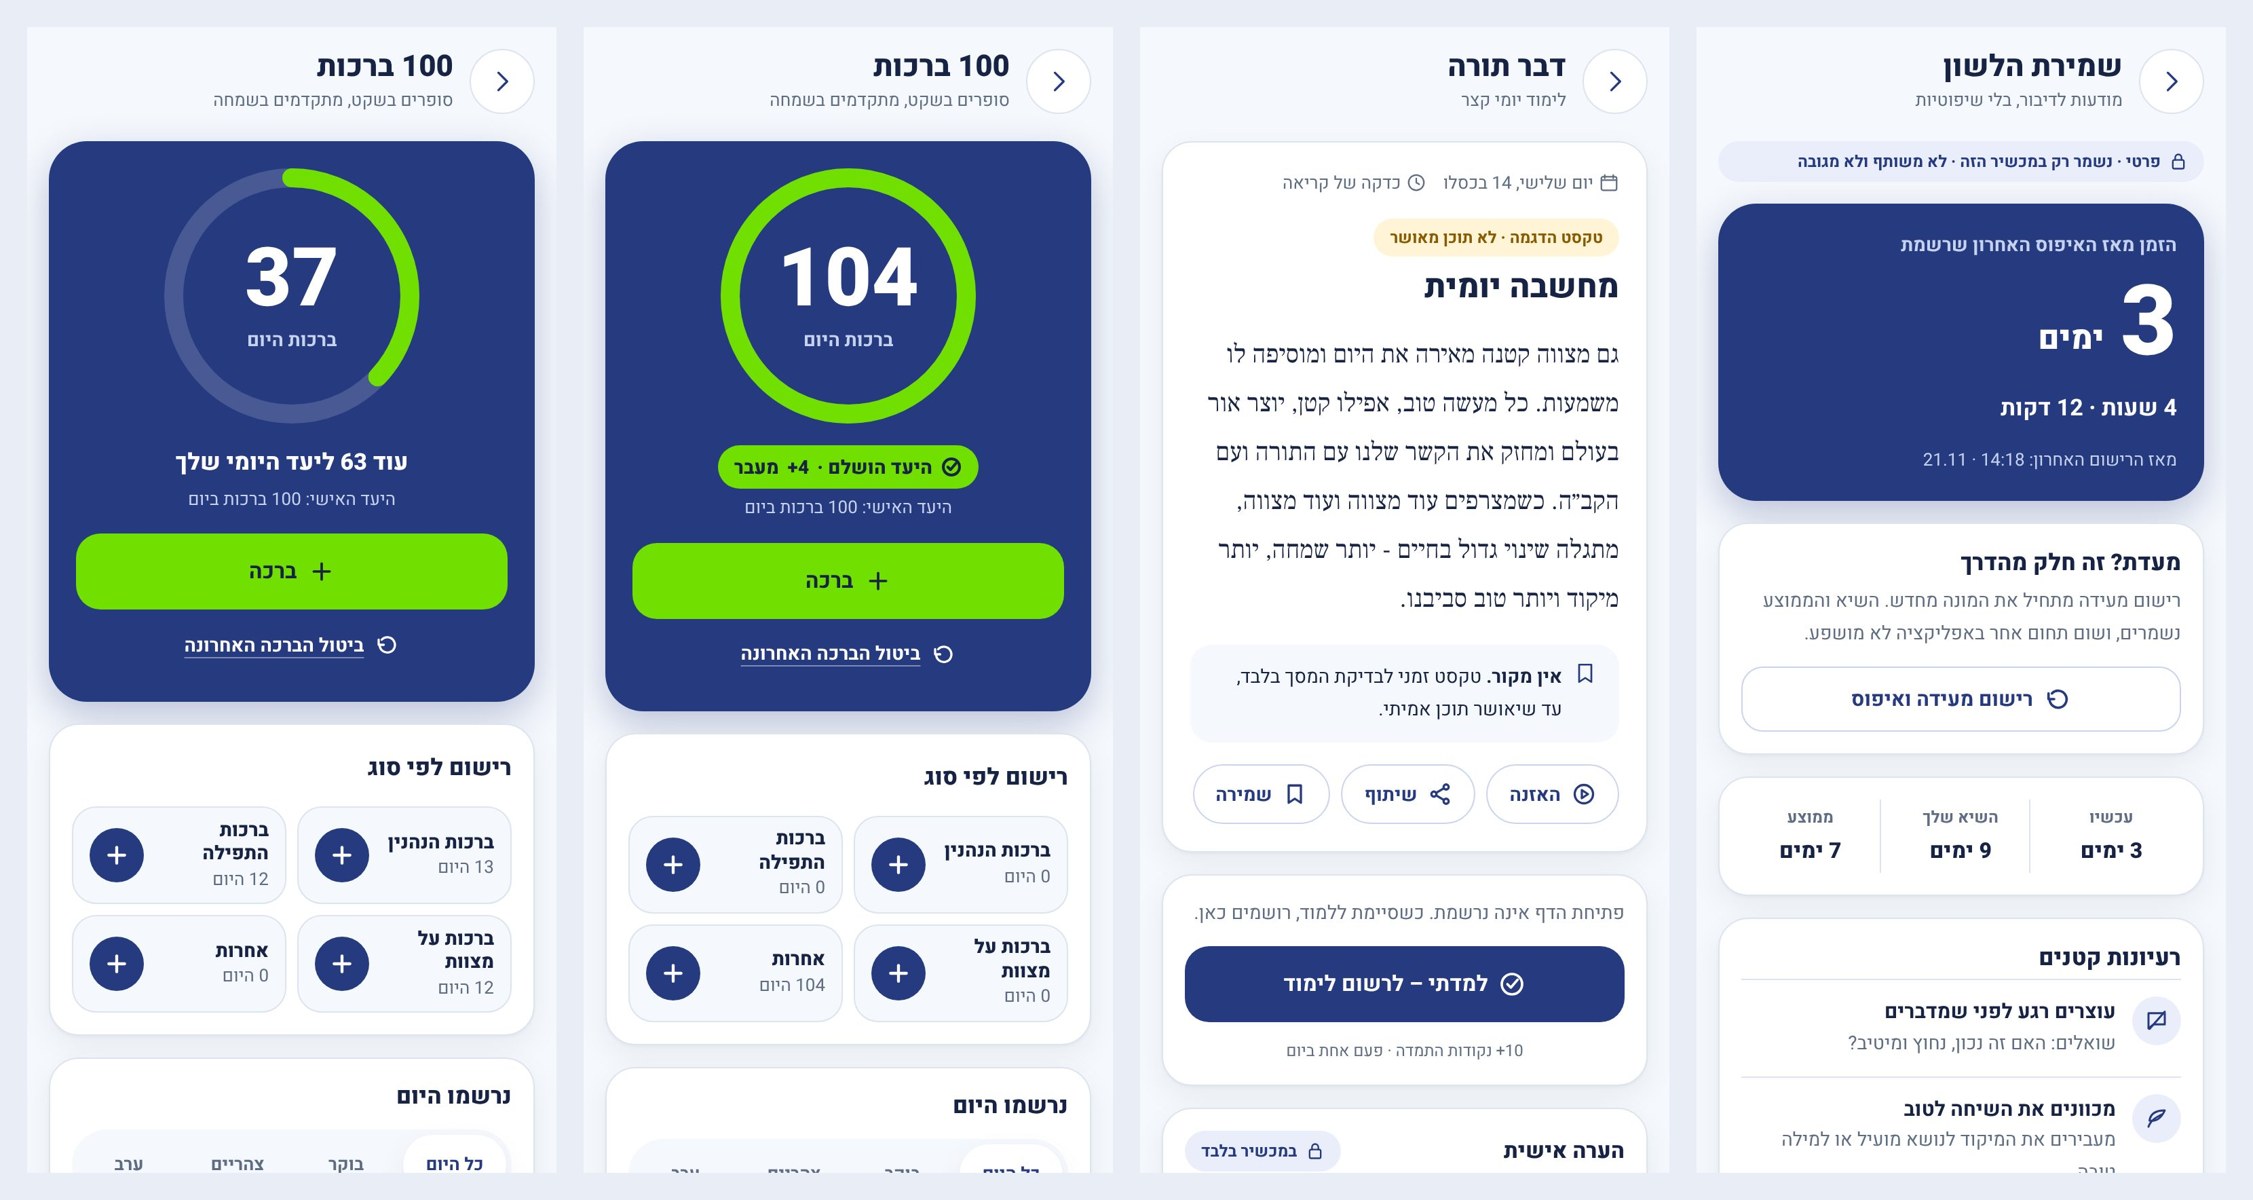 שמירת הלשון
מודעות לדיבור, בלי שיפוטיות
פרטי · נשמר רק במכשיר הזה · לא משותף ולא מגובה
הזמן מאז האיפוס האחרון שרשמת
3 ימים
4 שעות · 12 דקות
מאז הרישום האחרון: 14:18 · 21.11
מעדת? זה חלק מהדרך
רישום מעידה מתחיל את המונה מחדש. השיא והממוצע
נשמרים, ושום תחום אחר באפליקציה לא מושפע.
רישום מעידה ואיפוס
עכשיו
3 ימים
השיא שלך
9 ימים
ממוצע
7 ימים
רעיונות קטנים
עוצרים רגע לפני שמדברים
שואלים: האם זה נכון, נחוץ ומיטיב?
מכוונים את השיחה לטוב
מעבירים את המיקוד לנושא מועיל או למילה
דבר תורה
לימוד יומי קצר
יום שלישי, 14 בכסלו
כדקה של קריאה
טקסט הדגמה · לא תוכן מאושר
מחשבה יומית
גם מצווה קטנה מאירה את היום ומוסיפה לו
משמעות. כל מעשה טוב, אפילו קטן, יוצר אור
בעולם ומחזק את הקשר שלנו עם התורה ועם
הקב״ה. כשמצרפים עוד מצווה ועוד מצווה,
מתגלה שינוי גדול בחיים - יותר שמחה, יותר
מיקוד ויותר טוב סביבנו.
אין מקור. טקסט זמני לבדיקת המסך בלבד,
עד שיאושר תוכן אמיתי.
האזנה
שיתוף
שמירה
פתיחת הדף אינה נרשמת. כשסיימת ללמוד, רושמים כאן.
למדתי – לרשום לימוד
+10 נקודות התמדה · פעם אחת ביום
הערה אישית
במכשיר בלבד
100 ברכות
סופרים בשקט, מתקדמים בשמחה
104
ברכות היום
היעד הושלם · +4 מעבר
היעד האישי: 100 ברכות ביום
ברכה
ביטול הברכה האחרונה
רישום לפי סוג
ברכות הנהנין
0 היום
ברכות
התפילה
0 היום
ברכות על
מצוות
0 היום
אחרות
104 היום
נרשמו היום
כל היום
צהריים
ערב
100 ברכות
סופרים בשקט, מתקדמים בשמחה
37
ברכות היום
עוד 63 ליעד היומי שלך
היעד האישי: 100 ברכות ביום
ברכה
ביטול הברכה האחרונה
רישום לפי סוג
ברכות הנהנין
13 היום
ברכות
התפילה
12 היום
ברכות על
מצוות
12 היום
אחרות
0 היום
נרשמו היום
כל היום
בוקר
צהריים
ערב